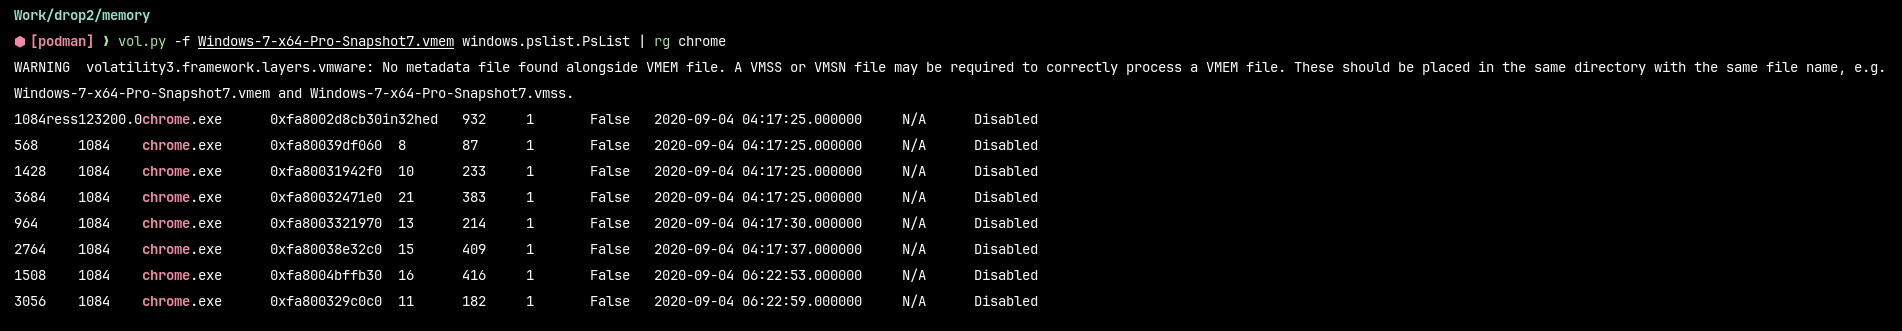 Work/drop2/memory
[podman] ❱ vol.py -f Windows-7-x64-Pro-Snapshot7.vmem windows.pslist.PsList | rg chrome
WARNING  volatility3.framework.layers.vmware: No metadata file found alongside VMEM file. A VMSS or VMSN file may be required to correctly process a VMEM file. These should be placed in the same directory with the same file name, e.g.
Windows-7-x64-Pro-Snapshot7.vmem and Windows-7-x64-Pro-Snapshot7.vmss.
1084ress123200.0chrome.exe      0xfa8002d8cb30in32hed   932     1       False   2020-09-04 04:17:25.000000     N/A      Disabled
568     1084    chrome.exe      0xfa80039df060  8       87      1       False   2020-09-04 04:17:25.000000     N/A      Disabled
1428    1084    chrome.exe      0xfa80031942f0  10      233     1       False   2020-09-04 04:17:25.000000     N/A      Disabled
3684    1084    chrome.exe      0xfa80032471e0  21      383     1       False   2020-09-04 04:17:25.000000     N/A      Disabled
964     1084    chrome.exe      0xfa8003321970  13      214     1       False   2020-09-04 04:17:30.000000     N/A      Disabled
2764    1084    chrome.exe      0xfa80038e32c0  15      409     1       False   2020-09-04 04:17:37.000000     N/A      Disabled
1508    1084    chrome.exe      0xfa8004bffb30  16      416     1       False   2020-09-04 06:22:53.000000     N/A      Disabled
3056    1084    chrome.exe      0xfa800329c0c0  11      182     1       False   2020-09-04 06:22:59.000000     N/A      Disabled